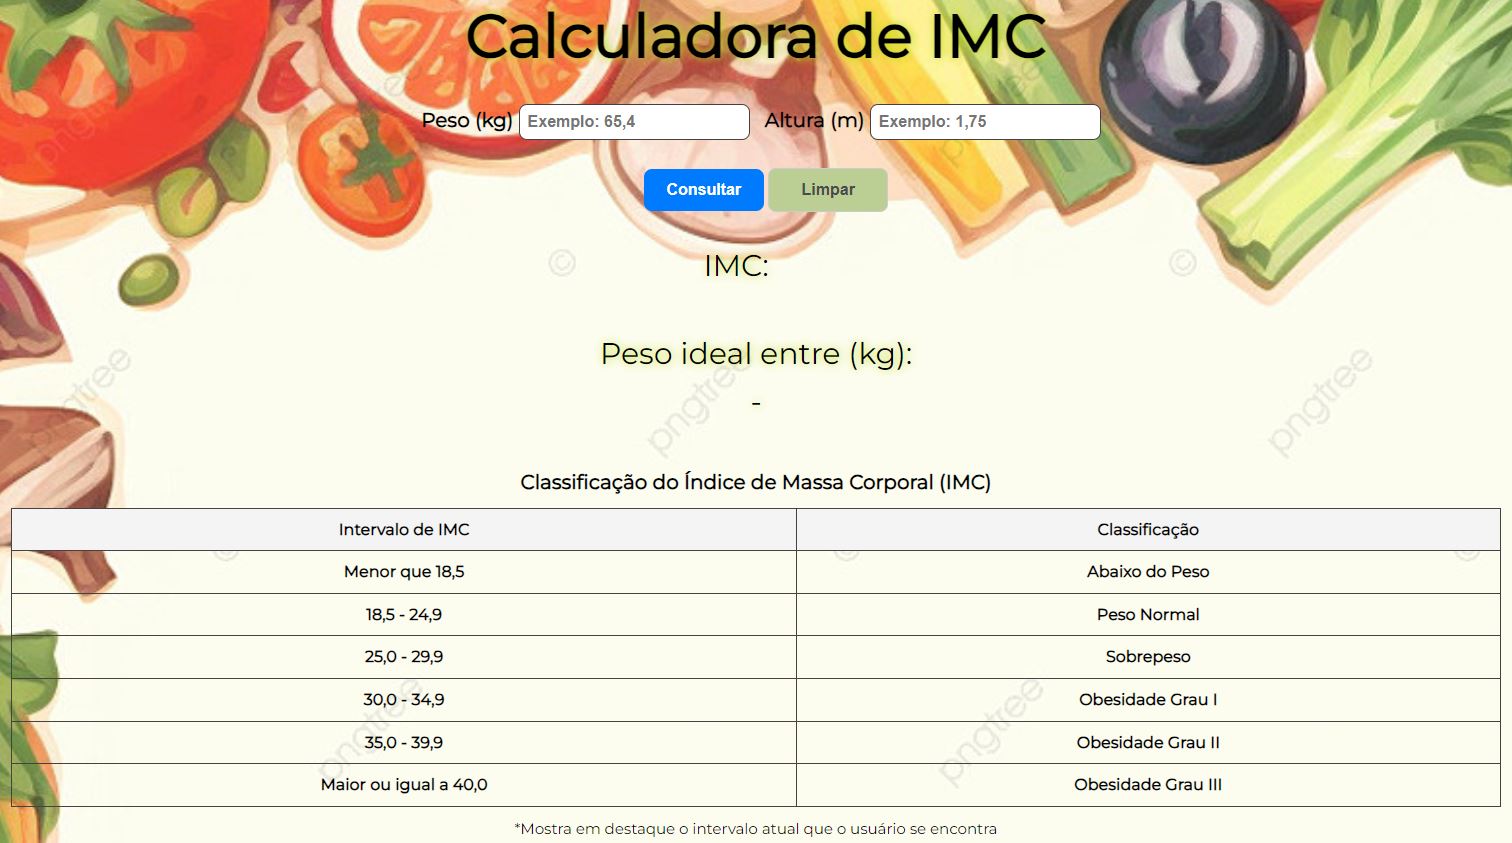 Calculadora de IMC
Peso (kg) Exemplo: 65,4 Altura (m) Exemplo: 1,75
Consultar Limpar
IMC:
Peso ideal entre (kg):
-
Classificação do Índice de Massa Corporal (IMC)
Intervalo de IMC Classificação
Menor que 18,5 Abaixo do Peso
18,5 - 24,9 Peso Normal
25,0 - 29,9 Sobrepeso
30,0 - 34,9 Obesidade Grau I
35,0 - 39,9 Obesidade Grau II
Maior ou igual a 40,0 Obesidade Grau III
*Mostra em destaque o intervalo atual que o usuário se encontra
pngtree
pngtree
pngtree
pngtree
pngtree